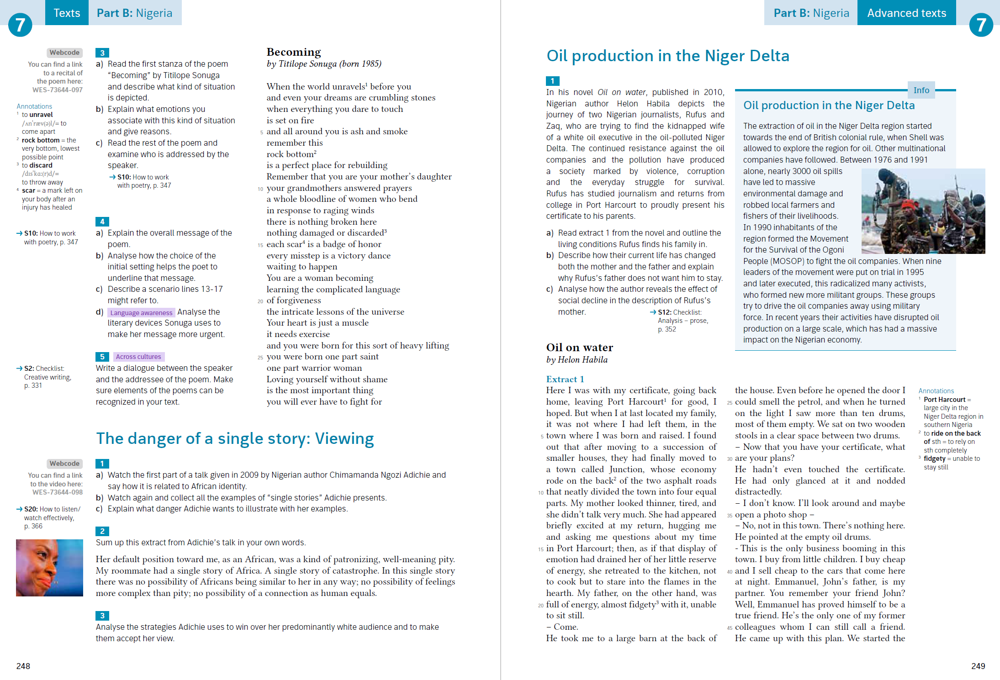 7
Texts
Part B: Nigeria
Webcode
You can find a link
to a recital of
the poem here:
WES-73644-097
Annotations
1 to unravel
/ʌnˈræv(ə)l/= to
come apart
2 rock bottom = the
very bottom, lowest
possible point
3 to discard
/dɪsˈkɑː(r)d/=
to throw away
4 scar = a mark left on
your body after an
injury has healed
3
a) Read the first stanza of the poem
“Becoming” by Titilope Sonuga
and describe what kind of situation
is depicted.
b) Explain what emotions you
associate with this kind of situation
and give reasons.
c) Read the rest of the poem and
examine who is addressed by the
speaker.
→ S10: How to work
with poetry, p. 347
→ S10: How to work
with poetry, p. 347
4
a) Explain the overall message of the
poem.
b) Analyse how the choice of the
initial setting helps the poet to
underline that message.
c) Describe a scenario lines 13-17
might refer to.
d) Language awareness Analyse the
literary devices Sonuga uses to
make her message more urgent.
→ S2: Checklist:
Creative writing,
p. 331
5 Across cultures
Write a dialogue between the speaker
and the addressee of the poem. Make
sure elements of the poems can be
recognized in your text.
Becoming
by Titilope Sonuga (born 1985)
When the world unravels1 before you
and even your dreams are crumbling stones
when everything you dare to touch
is set on fire
5 and all around you is ash and smoke
remember this
rock bottom2
is a perfect place for rebuilding
Remember that you are your mother’s daughter
10 your grandmothers answered prayers
a whole bloodline of women who bend
in response to raging winds
there is nothing broken here
nothing damaged or discarded3
15 each scar4 is a badge of honor
every misstep is a victory dance
waiting to happen
You are a woman becoming
learning the complicated language
20 of forgiveness
the intricate lessons of the universe
Your heart is just a muscle
it needs exercise
and you were born for this sort of heavy lifting
25 you were born one part saint
one part warrior woman
Loving yourself without shame
is the most important thing
you will ever have to fight for
The danger of a single story: Viewing
Webcode
You can find a link
to the video here:
WES-73644-098
→ S20: How to listen/
watch effectively,
p. 366
1
a) Watch the first part of a talk given in 2009 by Nigerian author Chimamanda Ngozi Adichie and
say how it is related to African identity.
b) Watch again and collect all the examples of “single stories” Adichie presents.
c) Explain what danger Adichie wants to illustrate with her examples.
2
Sum up this extract from Adichie’s talk in your own words.
Her default position toward me, as an African, was a kind of patronizing, well-meaning pity.
My roommate had a single story of Africa. A single story of catastrophe. In this single story
there was no possibility of Africans being similar to her in any way; no possibility of feelings
more complex than pity; no possibility of a connection as human equals.
3
Analyse the strategies Adichie uses to win over her predominantly white audience and to make
them accept her view.
248
Part B: Nigeria
Advanced texts
7
Oil production in the Niger Delta
1
In his novel Oil on water, published in 2010,
Nigerian author Helon Habila depicts the
journey of two Nigerian journalists, Rufus and
Zaq, who are trying to find the kidnapped wife
of a white oil executive in the oil-polluted Niger
Delta. The continued resistance against the oil
companies and the pollution have produced
a society marked by violence, corruption
and the everyday struggle for survival.
Rufus has studied journalism and returns from
college in Port Harcourt to proudly present his
certificate to his parents.
a) Read extract 1 from the novel and outline the
living conditions Rufus finds his family in.
b) Describe how their current life has changed
both the mother and the father and explain
why Rufus’s father does not want him to stay.
c) Analyse how the author reveals the effect of
social decline in the description of Rufus’s
mother.
→ S12: Checklist:
Analysis – prose,
p. 352
Info
Oil production in the Niger Delta
The extraction of oil in the Niger Delta region started
towards the end of British colonial rule, when Shell was
allowed to explore the region for oil. Other multinational
companies have followed. Between 1976 and 1991
alone, nearly 3000 oil spills
have led to massive
environmental damage and
robbed local farmers and
fishers of their livelihoods.
In 1990 inhabitants of the
region formed the Movement
for the Survival of the Ogoni
People (MOSOP) to fight the oil companies. When nine
leaders of the movement were put on trial in 1995
and later executed, this radicalized many activists,
who formed new more militant groups. These groups
try to drive the oil companies away using military
force. In recent years their activities have disrupted oil
production on a large scale, which has had a massive
impact on the Nigerian economy.
Oil on water
by Helon Habila
Extract 1
Here I was with my certificate, going back
home, leaving Port Harcourt1 for good, I
hoped. But when I at last located my family,
it was not where I had left them, in the
5 town where I was born and raised. I found
out that after moving to a succession of
smaller houses, they had finally moved to
a town called Junction, whose economy
rode on the back2 of the two asphalt roads
10 that neatly divided the town into four equal
parts. My mother looked thinner, tired, and
she didn’t talk very much. She had appeared
briefly excited at my return, hugging me
and asking me questions about my time
15 in Port Harcourt; then, as if that display of
emotion had drained her of her little reserve
of energy, she retreated to the kitchen, not
to cook but to stare into the flames in the
hearth. My father, on the other hand, was
20 full of energy, almost fidgety3 with it, unable
to sit still.
– Come.
He took me to a large barn at the back of
the house. Even before he opened the door I
25 could smell the petrol, and when he turned
on the light I saw more than ten drums,
most of them empty. We sat on two wooden
stools in a clear space between two drums.
– Now that you have your certificate, what
30 are your plans?
He hadn’t even touched the certificate.
He had only glanced at it and nodded
distractedly.
– I don’t know. I’ll look around and maybe
35 open a photo shop –
– No, not in this town. There’s nothing here.
He pointed at the empty oil drums.
- This is the only business booming in this
town. I buy from little children. I buy cheap
40 and I sell cheap to the cars that come here
at night. Emmanuel, John’s father, is my
partner. You remember your friend John?
Well, Emmanuel has proved himself to be a
true friend. He’s the only one of my former
45 colleagues whom I can still call a friend.
He came up with this plan. We started the
Annotations
1 Port Harcourt =
large city in the
Niger Delta region in
southern Nigeria
2 to ride on the back
of sth = to rely on
sth completely
3 fidgety = unable to
stay still
249